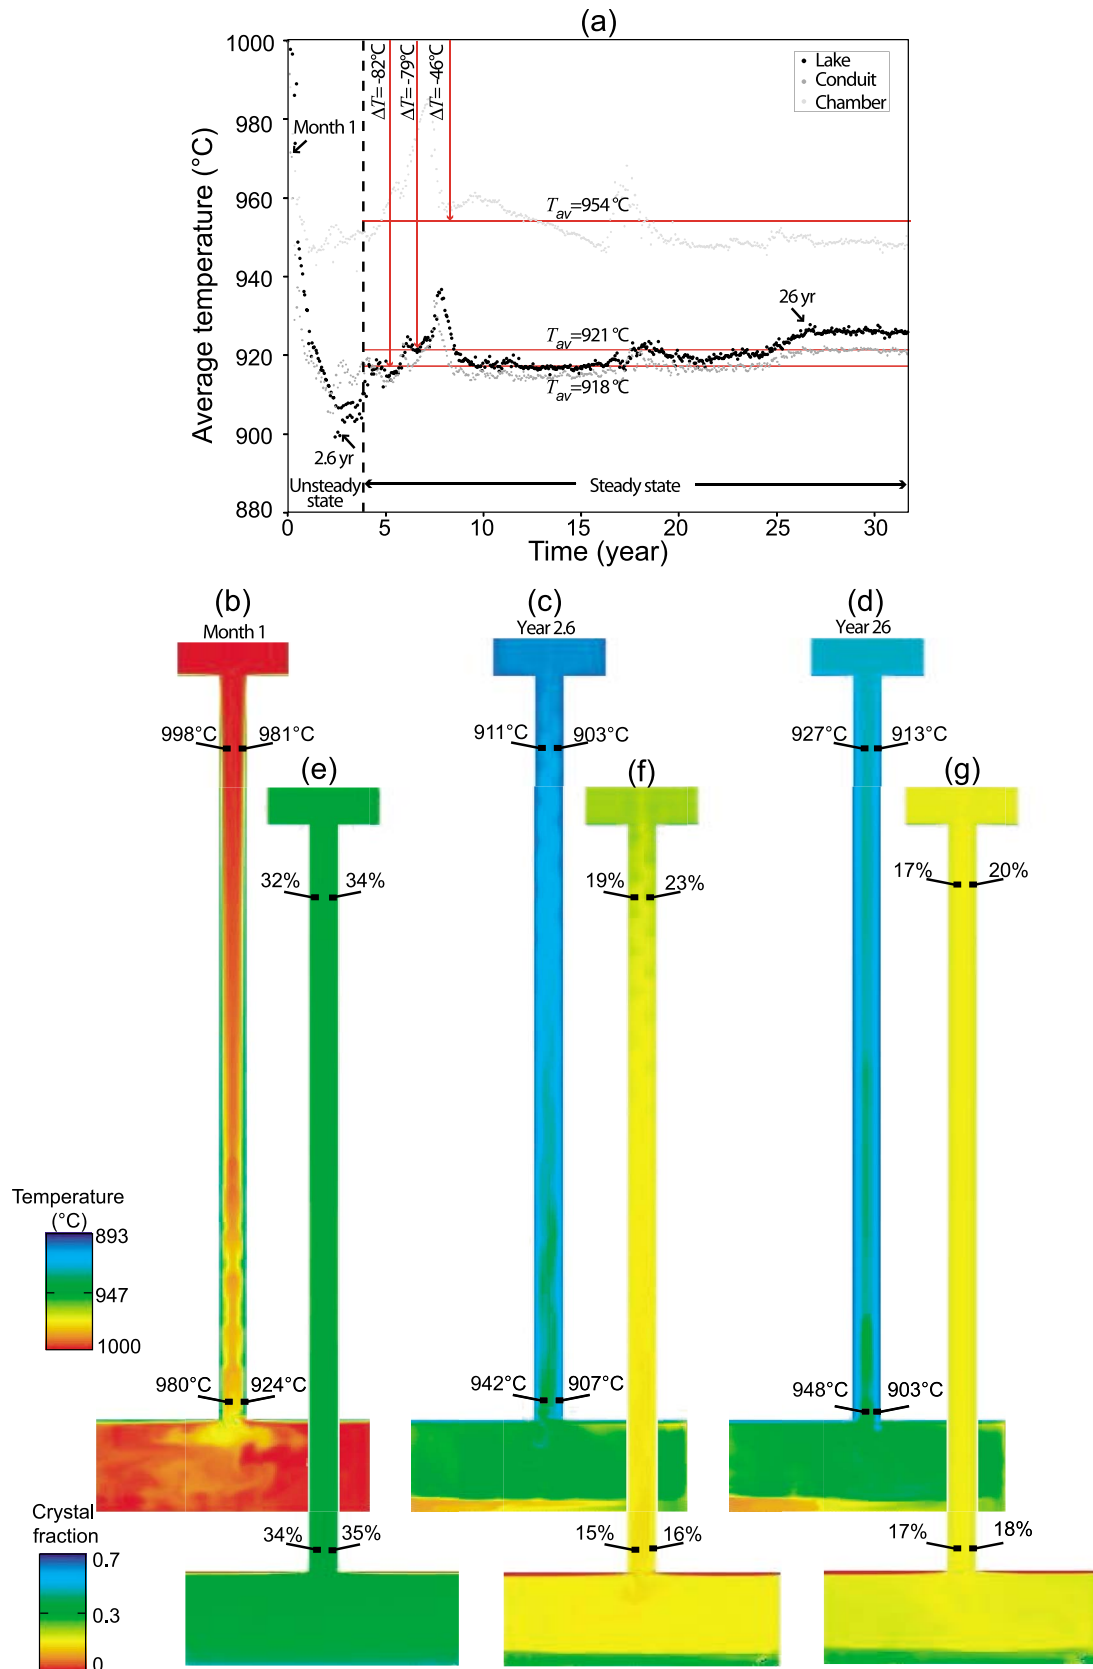 (a)
1000
980
960
940
920
900
880
Average temperature (°C)
ΔT= -82°C
ΔT= -79°C
ΔT= -46°C
Lake
Conduit
Chamber
Month 1
Tav=954 °C
26 yr
Tav=921 °C
Tav=918 °C
2.6 yr
Unsteady
state
Steady state
0 5 10 15 20 25 30
Time (year)
(b) (c) (d)
Month 1 Year 2.6 Year 26
998°C 981°C 911°C 903°C 927°C 913°C
(e) (f) (g)
32% 34% 19% 23% 17% 20%
Temperature
(°C)
893
947
1000
980°C 924°C 942°C 907°C 948°C 903°C
Crystal
fraction
0.7
0.3
0
34% 35% 15% 16% 17% 18%